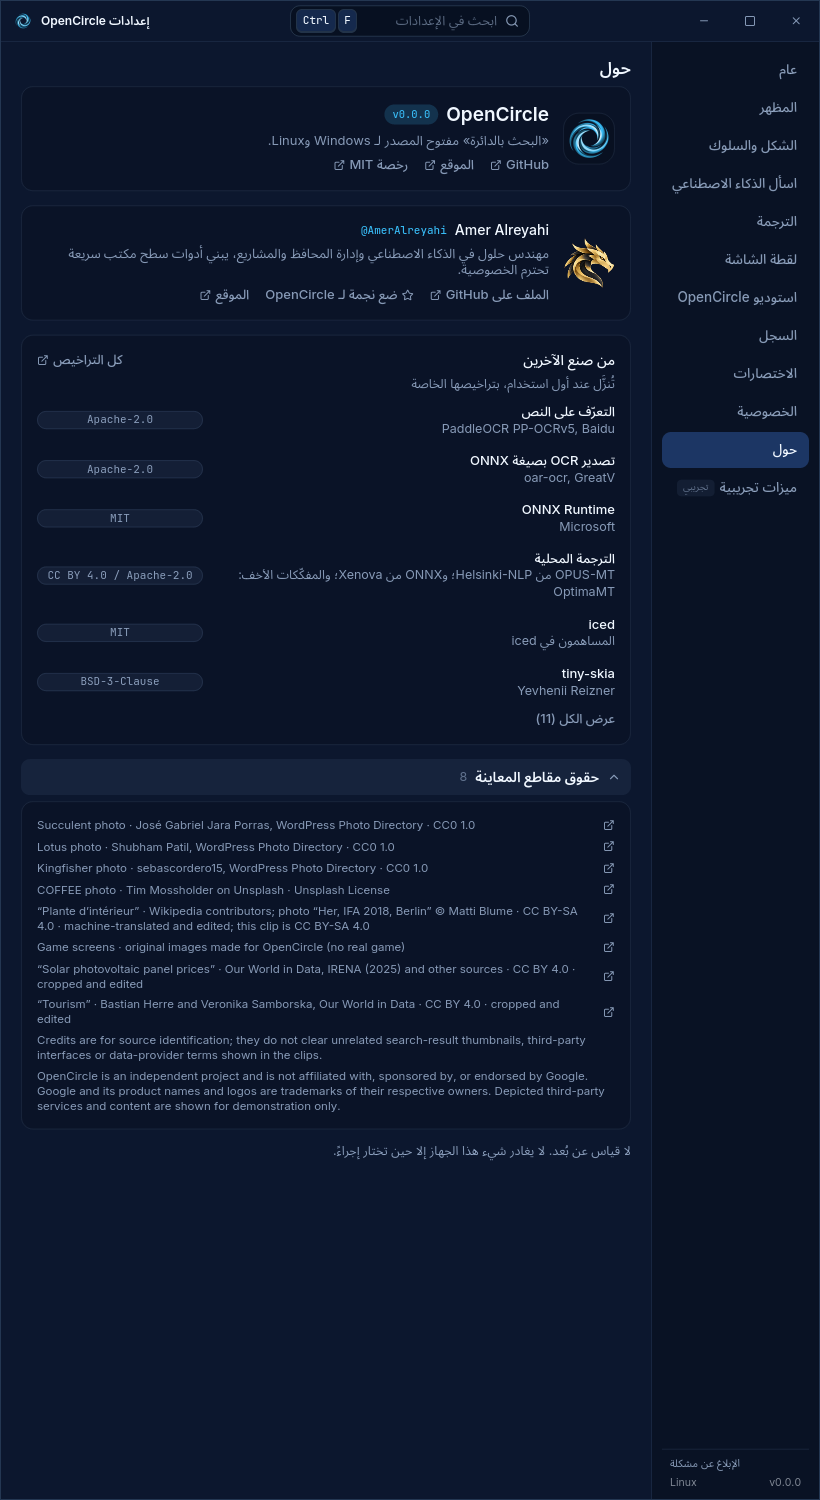 إعدادات OpenCircle
ابحث في الإعدادات
Ctrl F
عام
المظهر
الشكل والسلوك
اسأل الذكاء الاصطناعي
الترجمة
لقطة الشاشة
استوديو OpenCircle
السجل
الاختصارات
الخصوصية
حول
ميزات تجريبية تجريبي
الإبلاغ عن مشكلة
v0.0.0
Linux
حول
OpenCircle v0.0.0
«البحث بالدائرة» مفتوح المصدر لـ Windows وLinux.
GitHub
الموقع
رخصة MIT
Amer Alreyahi @AmerAlreyahi
مهندس حلول في الذكاء الاصطناعي وإدارة المحافظ والمشاريع، يبني أدوات سطح مكتب سريعة
تحترم الخصوصية.
الملف على GitHub
ضع نجمة لـ OpenCircle
الموقع
من صنع الآخرين
كل التراخيص
تُنزَّل عند أول استخدام، بتراخيصها الخاصة
التعرّف على النص
PaddleOCR PP-OCRv5, Baidu
Apache-2.0
تصدير OCR بصيغة ONNX
oar-ocr, GreatV
Apache-2.0
ONNX Runtime
Microsoft
MIT
الترجمة المحلية
OPUS-MT من Helsinki-NLP؛ وONNX من Xenova؛ والمفكّكات الأخف:
OptimaMT
CC BY 4.0 / Apache-2.0
iced
المساهمون في iced
MIT
tiny-skia
Yevhenii Reizner
BSD-3-Clause
عرض الكل (11)
حقوق مقاطع المعاينة 8
Succulent photo · José Gabriel Jara Porras, WordPress Photo Directory · CC0 1.0
Lotus photo · Shubham Patil, WordPress Photo Directory · CC0 1.0
Kingfisher photo · sebascordero15, WordPress Photo Directory · CC0 1.0
COFFEE photo · Tim Mossholder on Unsplash · Unsplash License
“Plante d’intérieur” · Wikipedia contributors; photo “Her, IFA 2018, Berlin” © Matti Blume · CC BY-SA
4.0 · machine-translated and edited; this clip is CC BY-SA 4.0
Game screens · original images made for OpenCircle (no real game)
“Solar photovoltaic panel prices” · Our World in Data, IRENA (2025) and other sources · CC BY 4.0 ·
cropped and edited
“Tourism” · Bastian Herre and Veronika Samborska, Our World in Data · CC BY 4.0 · cropped and
edited
Credits are for source identification; they do not clear unrelated search-result thumbnails, third-party
interfaces or data-provider terms shown in the clips.
OpenCircle is an independent project and is not affiliated with, sponsored by, or endorsed by Google.
Google and its product names and logos are trademarks of their respective owners. Depicted third-party
services and content are shown for demonstration only.
لا قياس عن بُعد. لا يغادر شيء هذا الجهاز إلا حين تختار إجراءً.